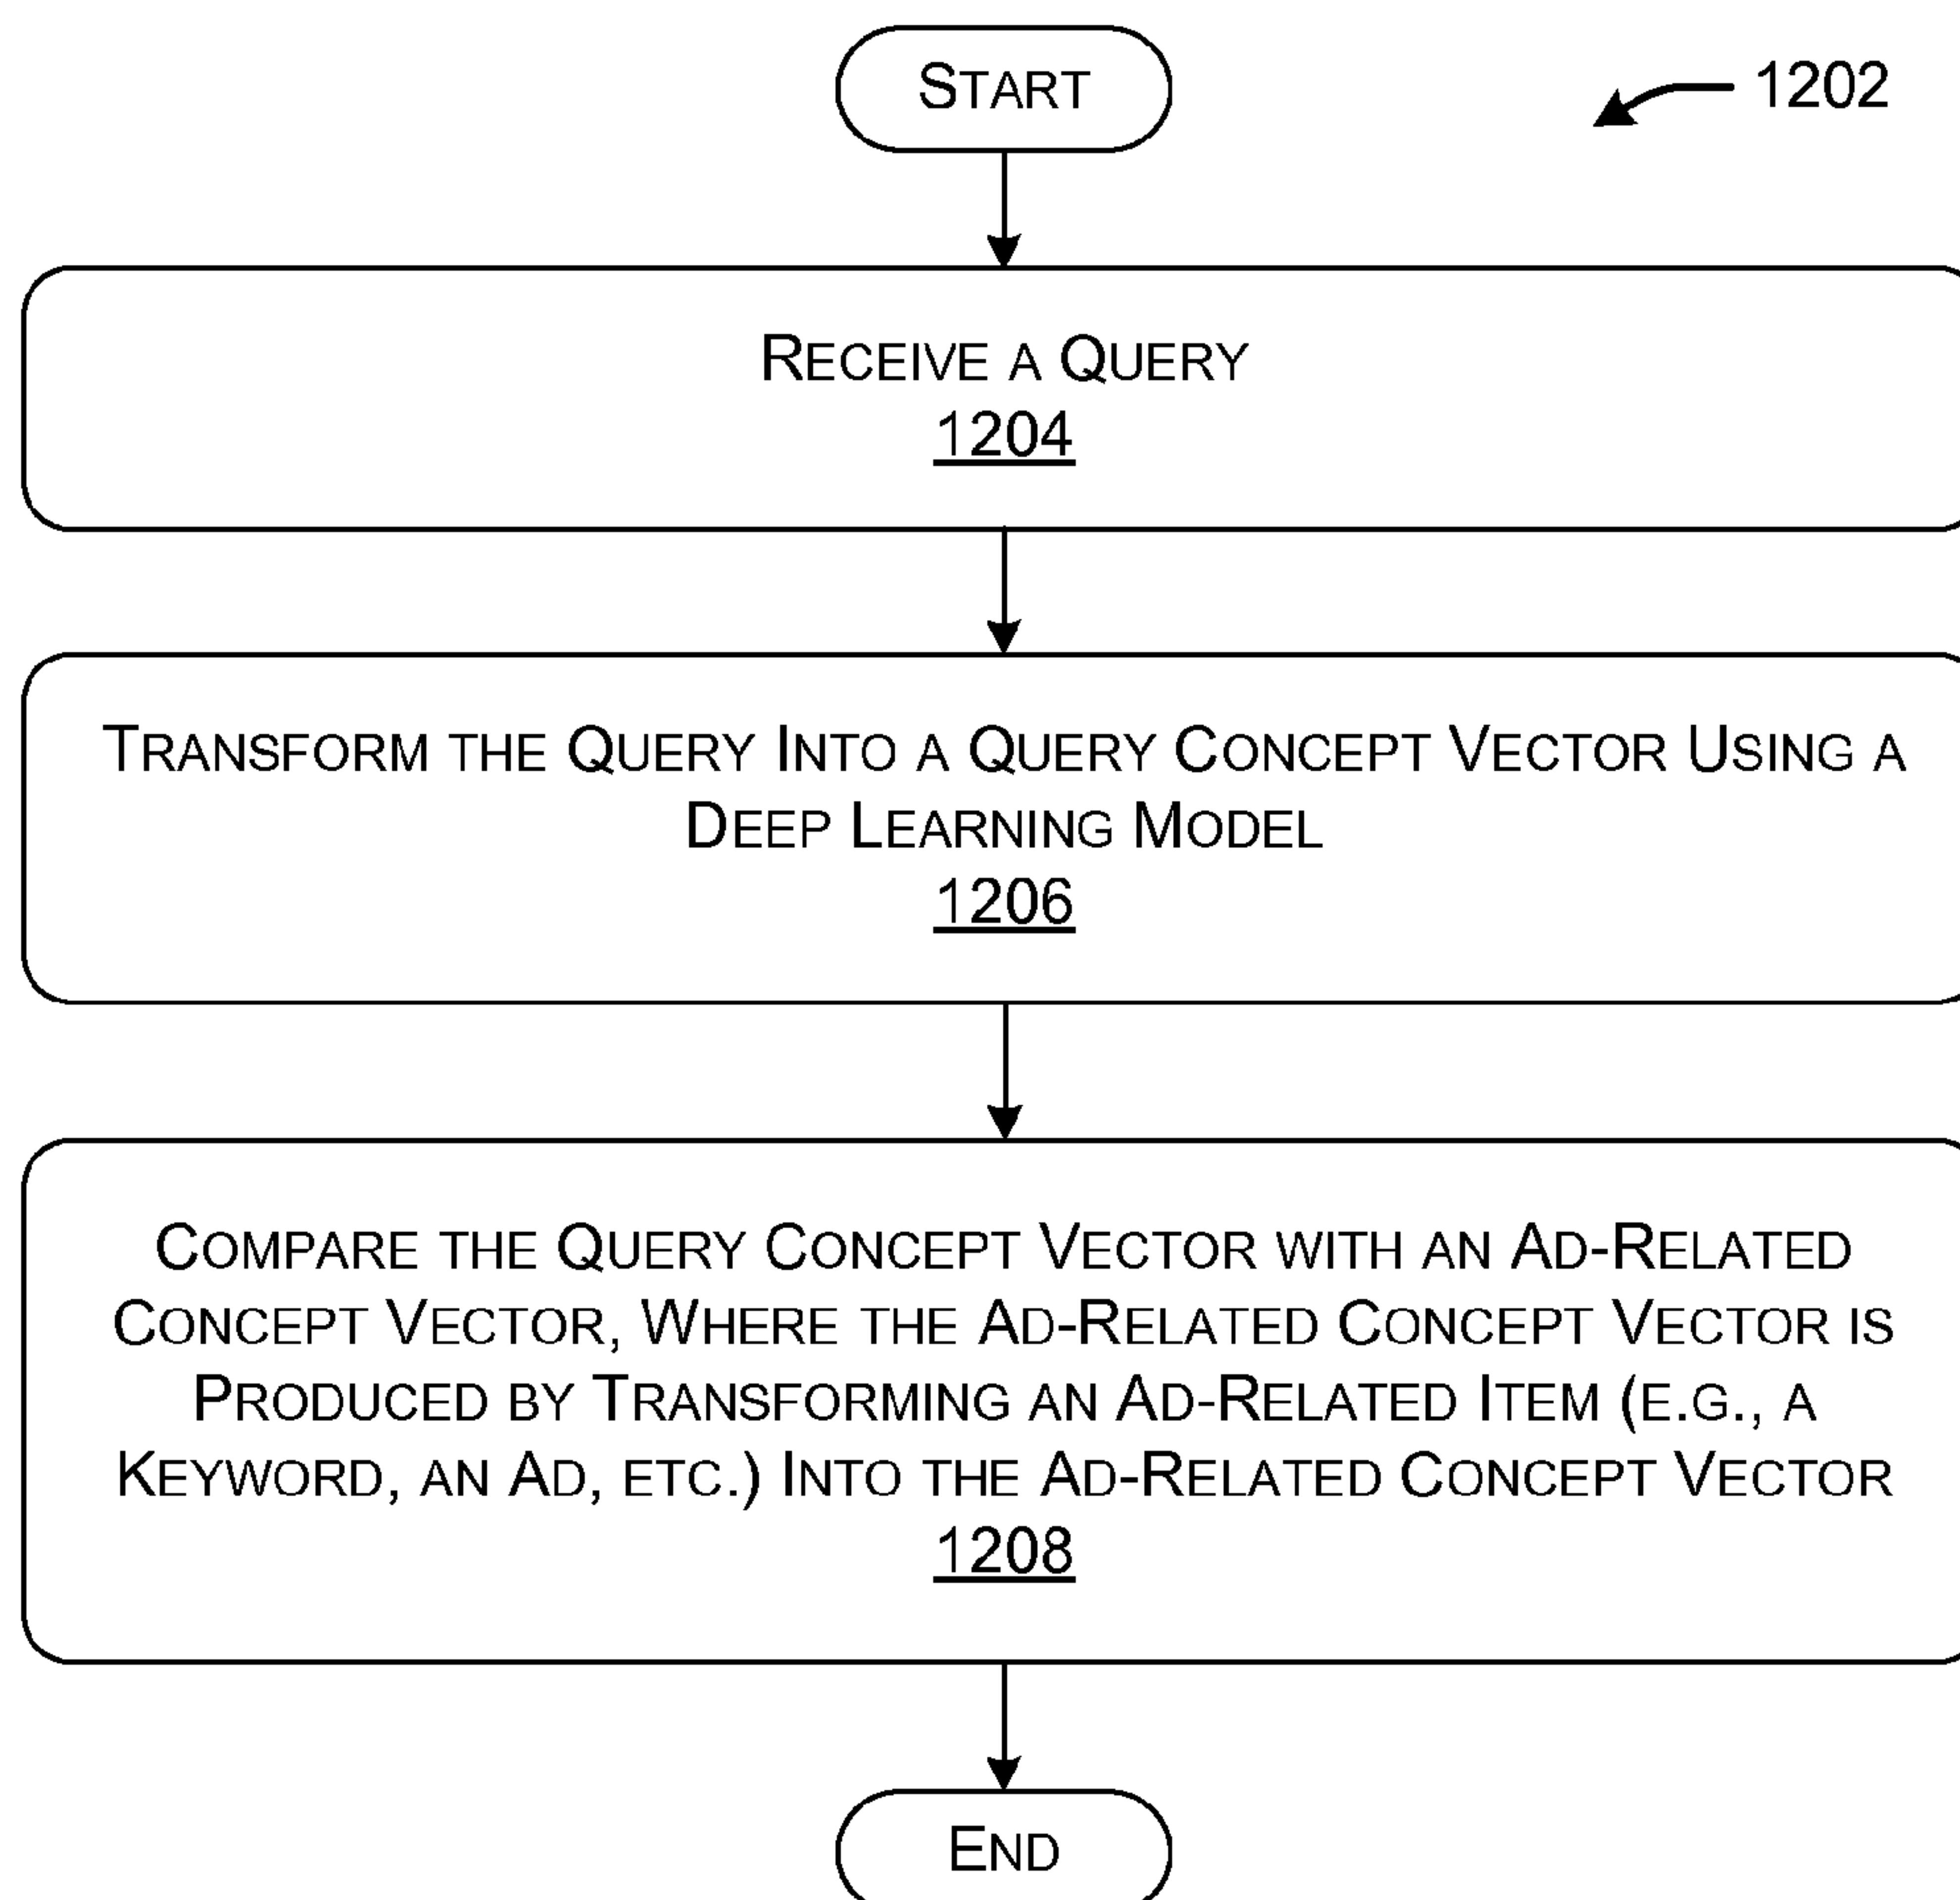 START
1202
RECEIVE A QUERY
1204
TRANSFORM THE QUERY INTO A QUERY CONCEPT VECTOR USING A
DEEP LEARNING MODEL
1206
COMPARE THE QUERY CONCEPT VECTOR WITH AN AD-RELATED
CONCEPT VECTOR, WHERE THE AD-RELATED CONCEPT VECTOR IS
PRODUCED BY TRANSFORMING AN AD-RELATED ITEM (E.G., A
KEYWORD, AN AD, ETC.) INTO THE AD-RELATED CONCEPT VECTOR
1208
END